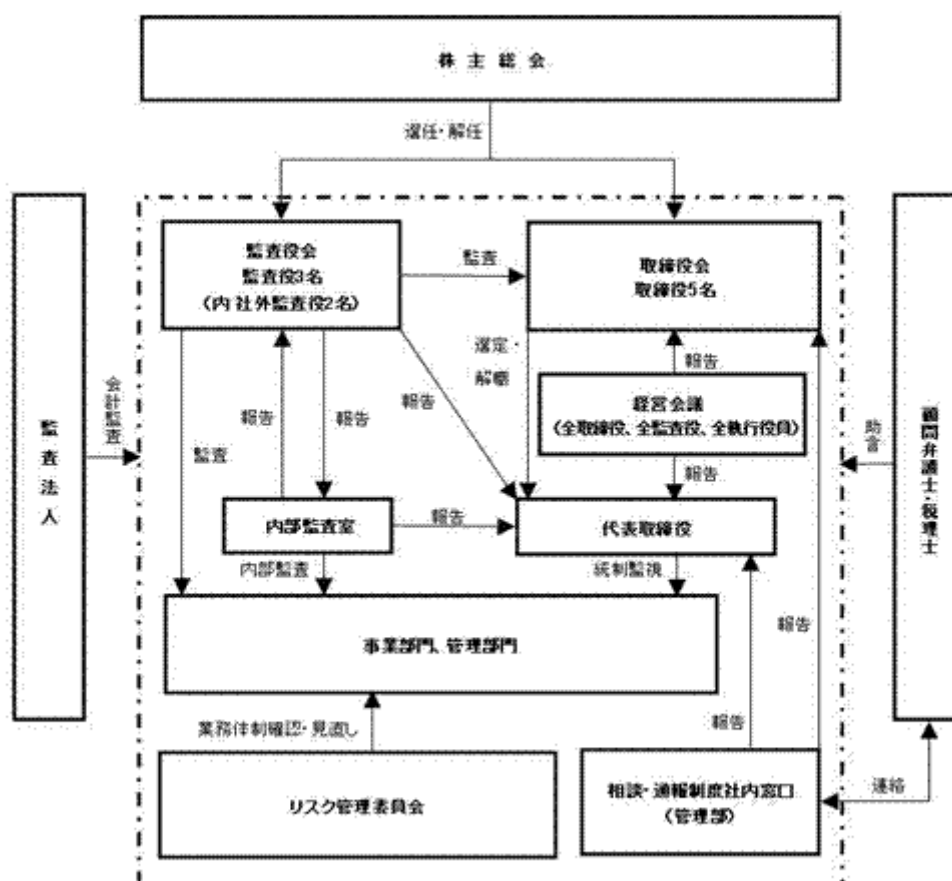 株主総会
選任・解任
監査役会
監査役3名
（内 社外監査役2名）
監査
取締役会
取締役5名
選定・
解職
報告
経営会議
（全取締役、全監査役、全執行役員）
報告
監査法人
会計監査
監査
報告
報告
報告
内部監査室
報告
代表取締役
内部監査
統制監視
事業部門、管理部門
報告
助言
顧問弁護士・税理士
業務体制確認・見直し
報告
リスク管理委員会
相談・通報制度社内窓口
（管理部）
連絡